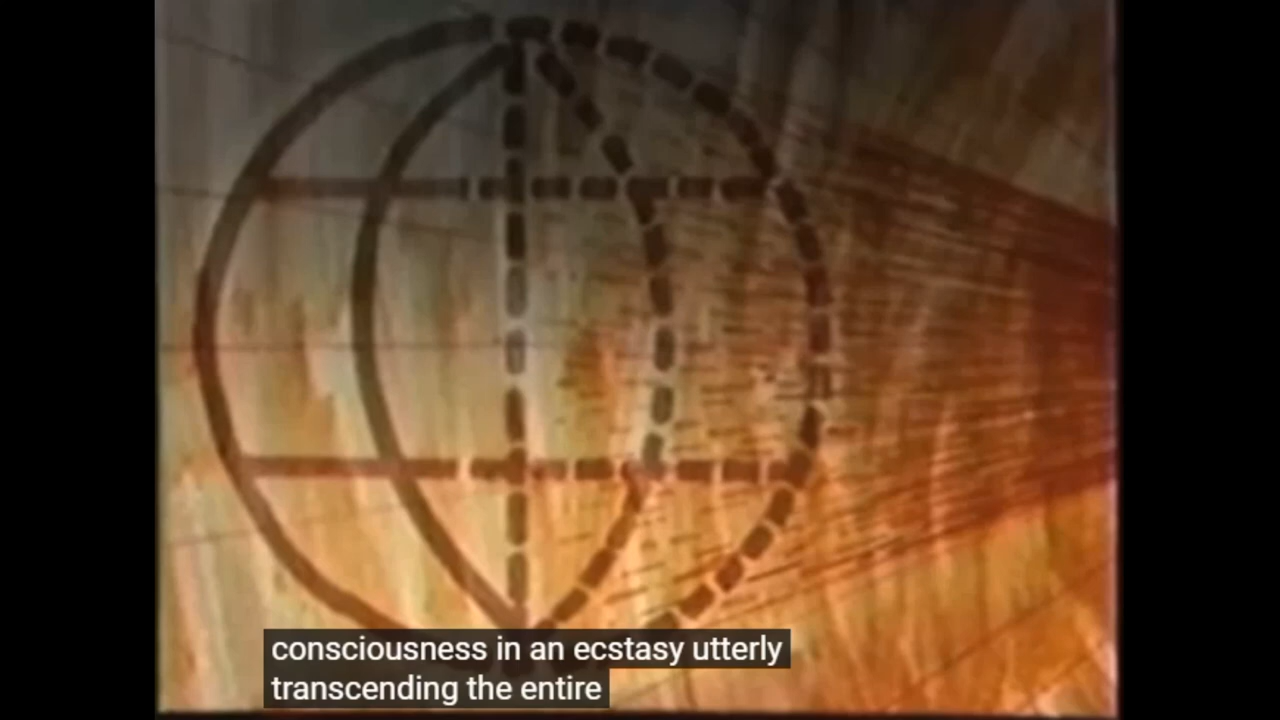 consciousness in an ecstasy utterly
transcending the entire